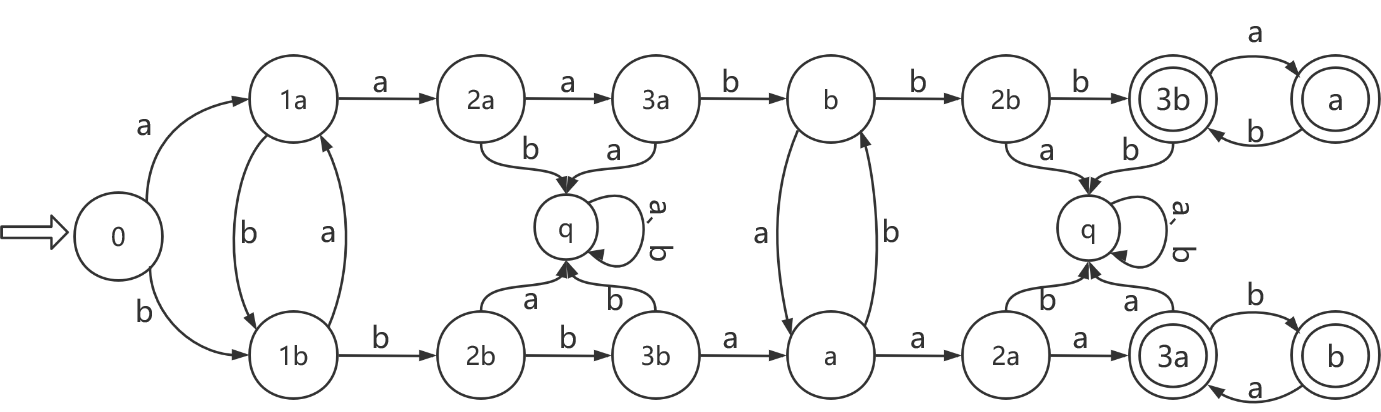 a
a a a b b b b 3b a
1a 2a 3a b 2b
b a a b b
0 b a q a、b a b q a、b
b a b b a b
1b b 2b b 3b a a a 2a a 3a b
a